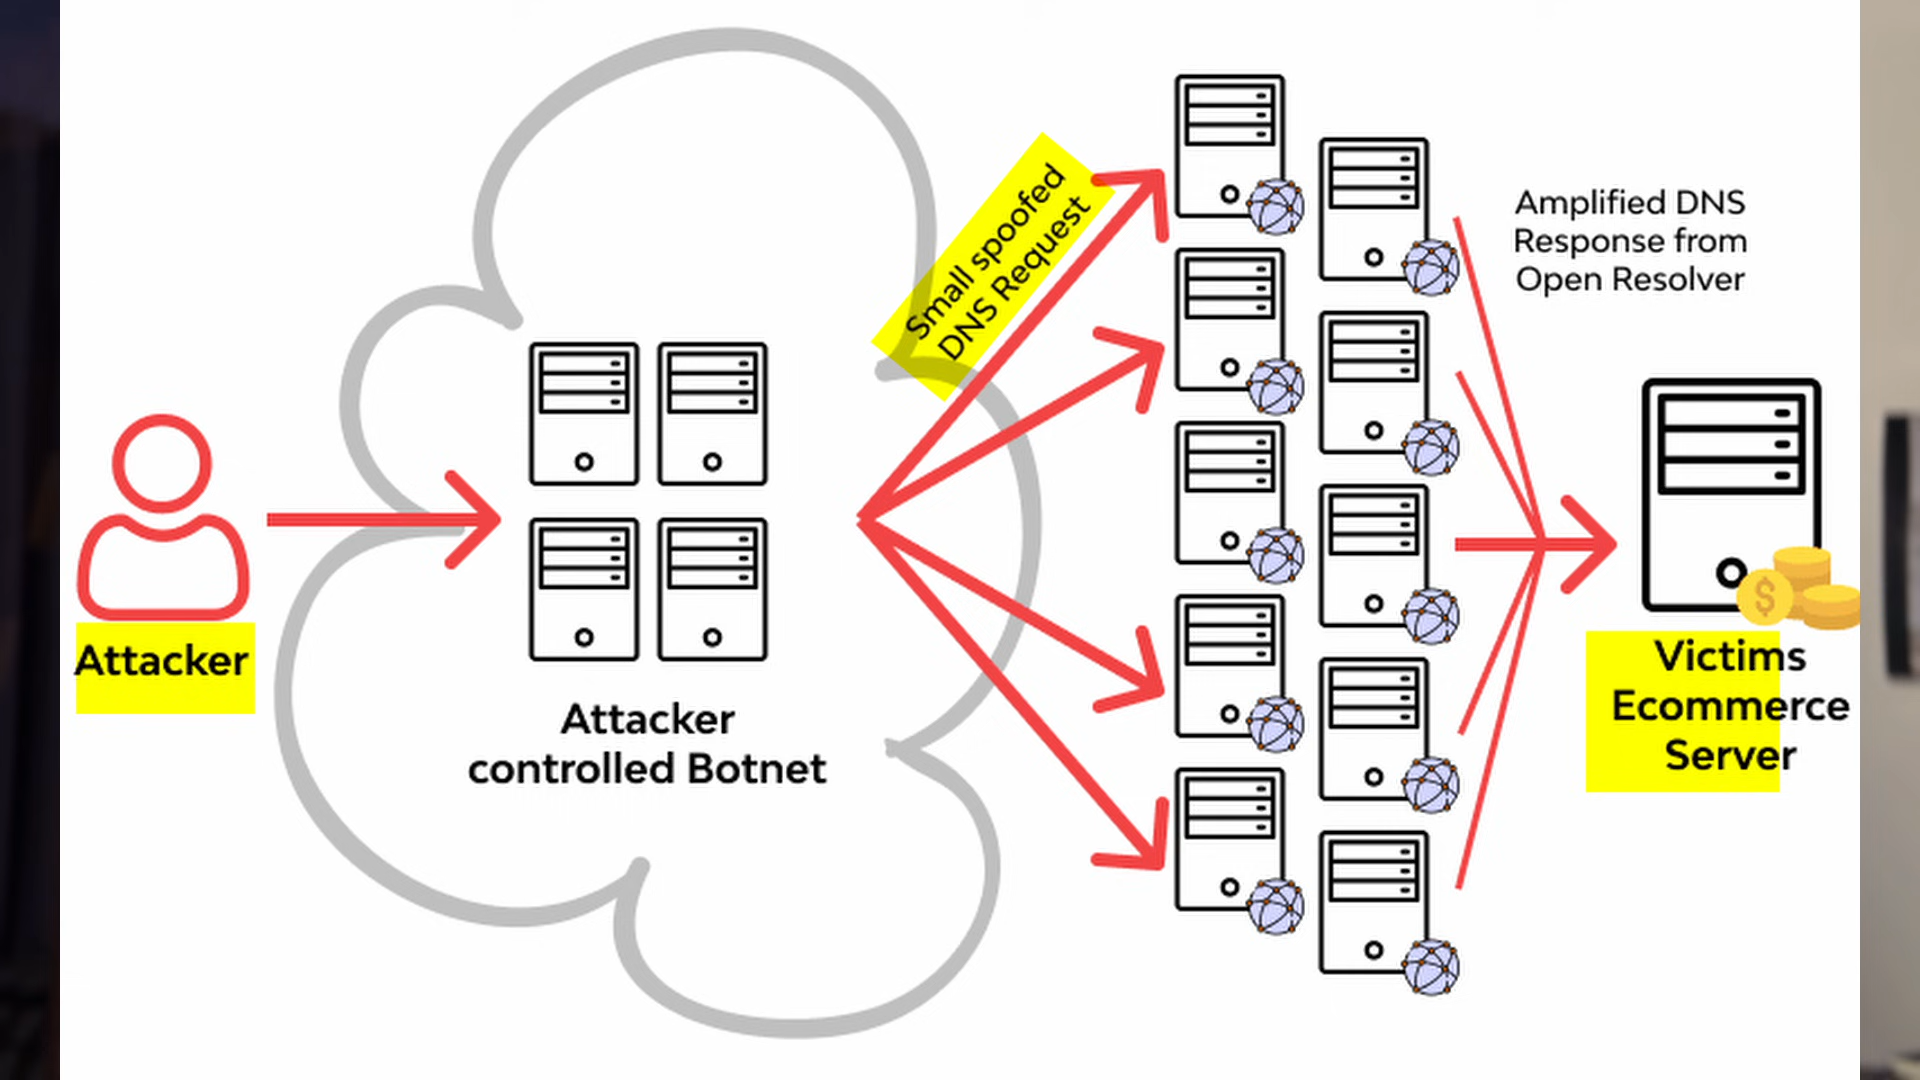 Small spoofed
DNS Request
Amplified DNS
Response from
Open Resolver
Attacker
Attacker
controlled Botnet
$
Victims
Ecommerce
Server